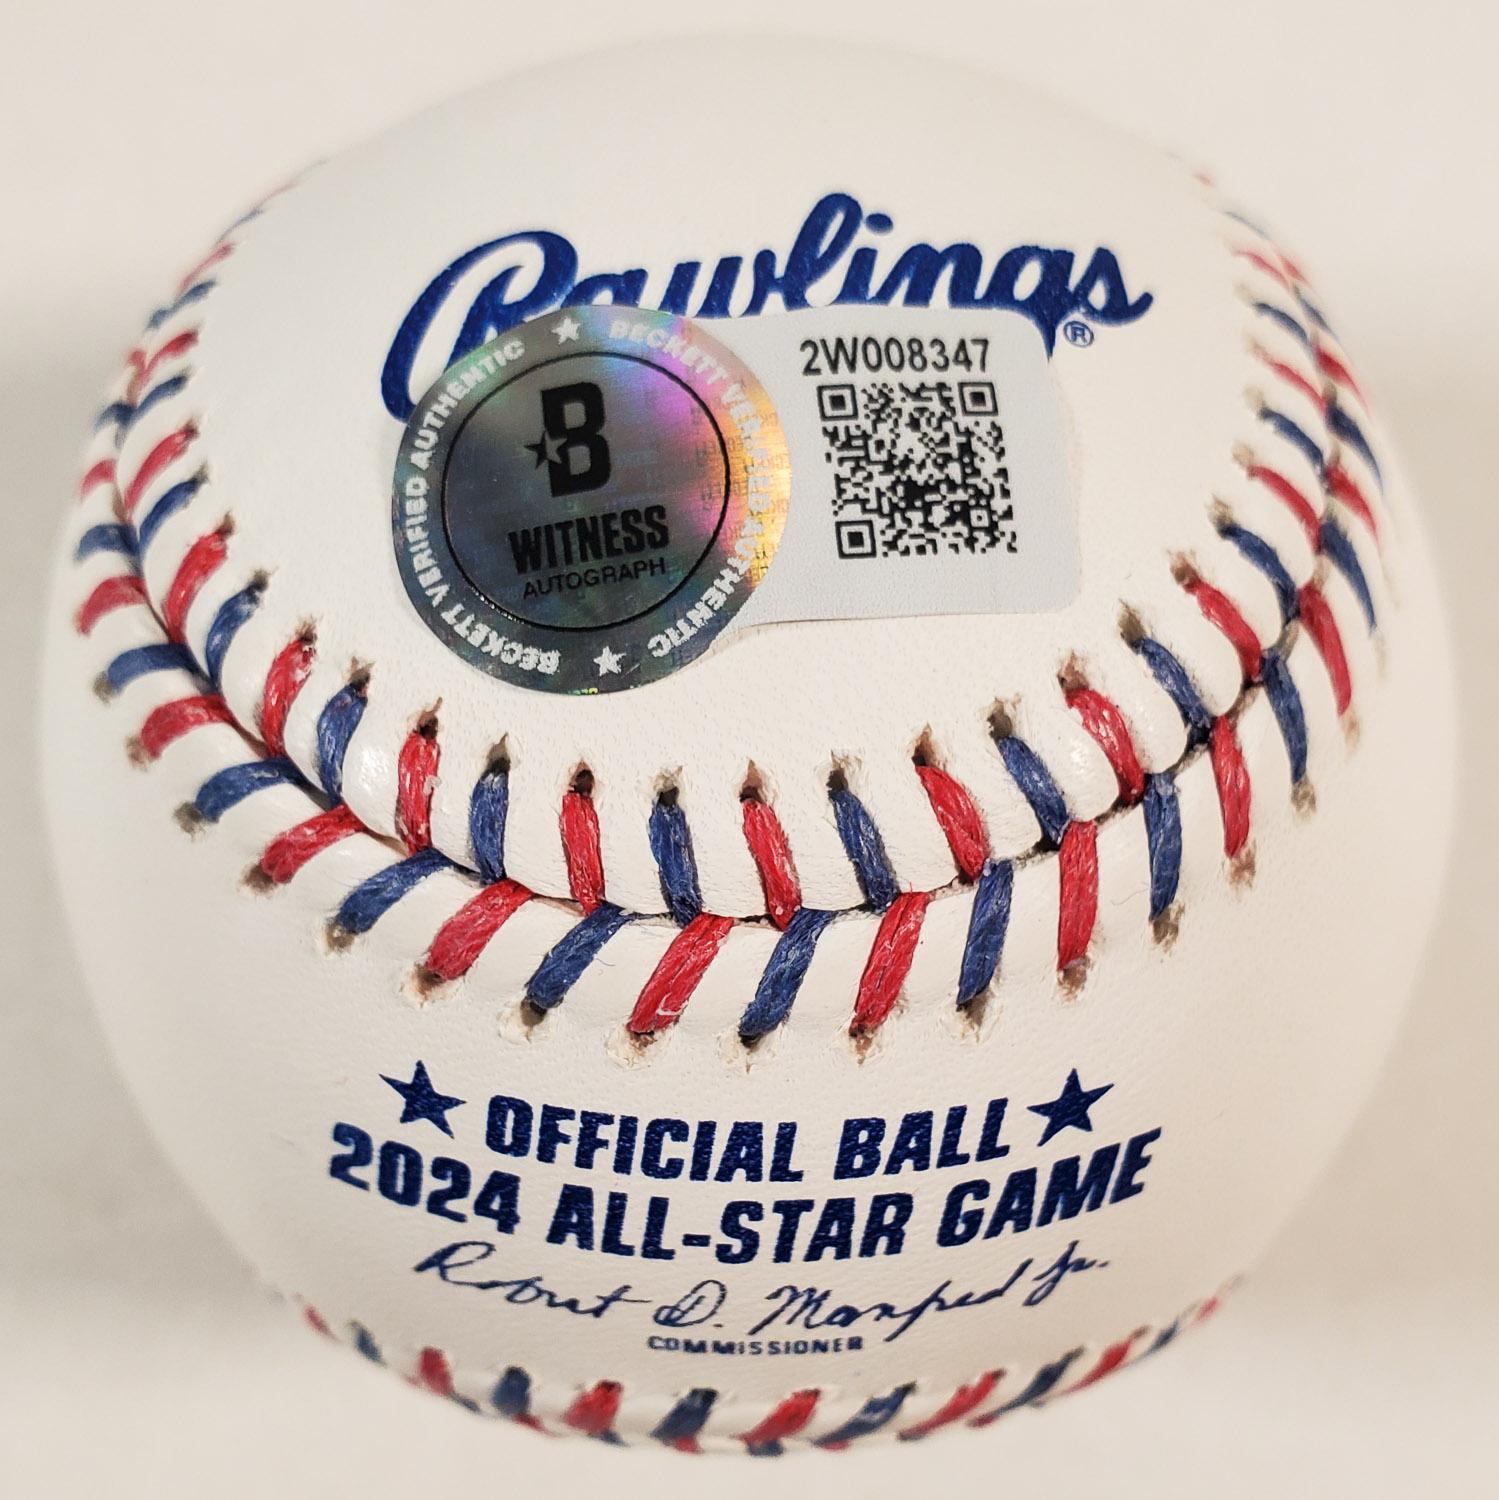 Rawlings
®
2W008347
BECKETT VERIFIED AUTHENTIC ★ BECKETT VERIFIED AUTHENTIC ★
B
WITNESS
AUTOGRAPH
★ OFFICIAL BALL ★
2024 ALL-STAR GAME
Robert D. Manfred Jr.
COMMISSIONER